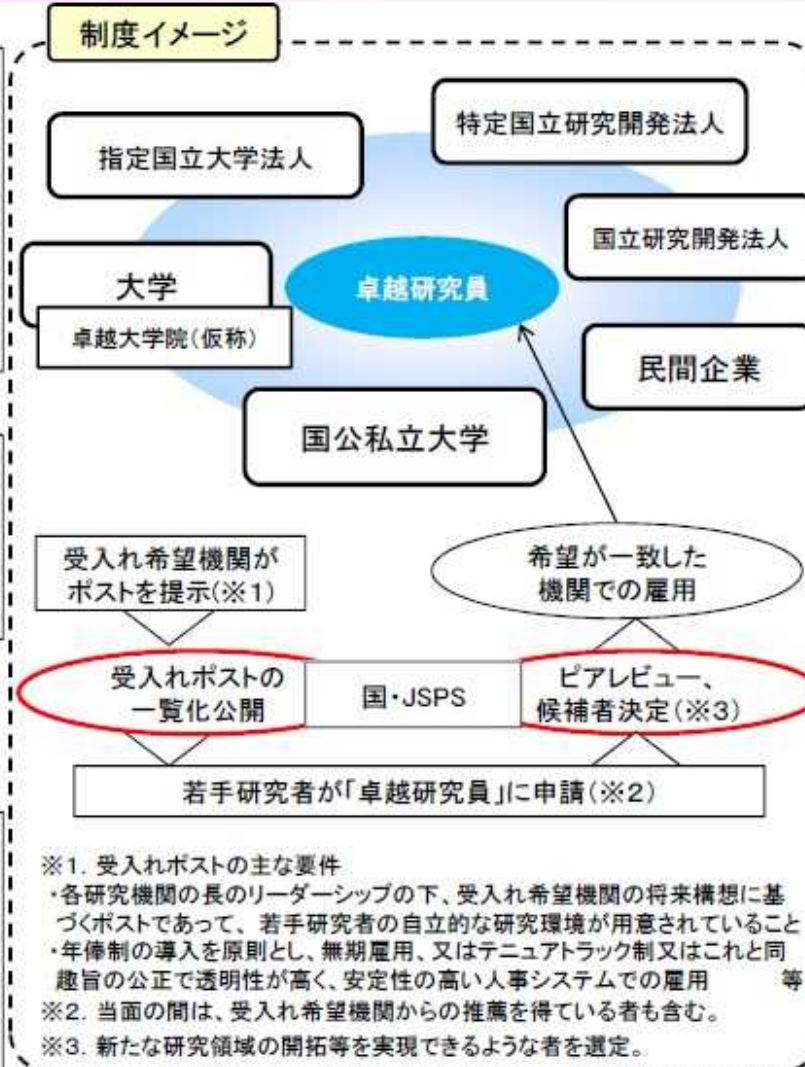 制度イメージ
特定国立研究開発法人
指定国立大学法人
国立研究開発法人
大学
卓越研究員
卓越大学院(仮称)
民間企業
国公私立大学
受入れ希望機関が
ポストを提示(※1)
希望が一致した
機関での雇用
受入れポストの
一覧化公開
国・JSPS
ピアレビュー、
候補者決定(※3)
若手研究者が「卓越研究員」に申請(※2)
※1. 受入れポストの主な要件
・各研究機関の長のリーダーシップの下、受入れ希望機関の将来構想に基
づくポストであって、若手研究者の自立的な研究環境が用意されていること
・年俸制の導入を原則とし、無期雇用、又はテニュアトラック制又はこれと同
趣旨の公正で透明性が高く、安定性の高い人事システムでの雇用 等
※2. 当面の間は、受入れ希望機関からの推薦を得ている者も含む。
※3. 新たな研究領域の開拓等を実現できるような者を選定。